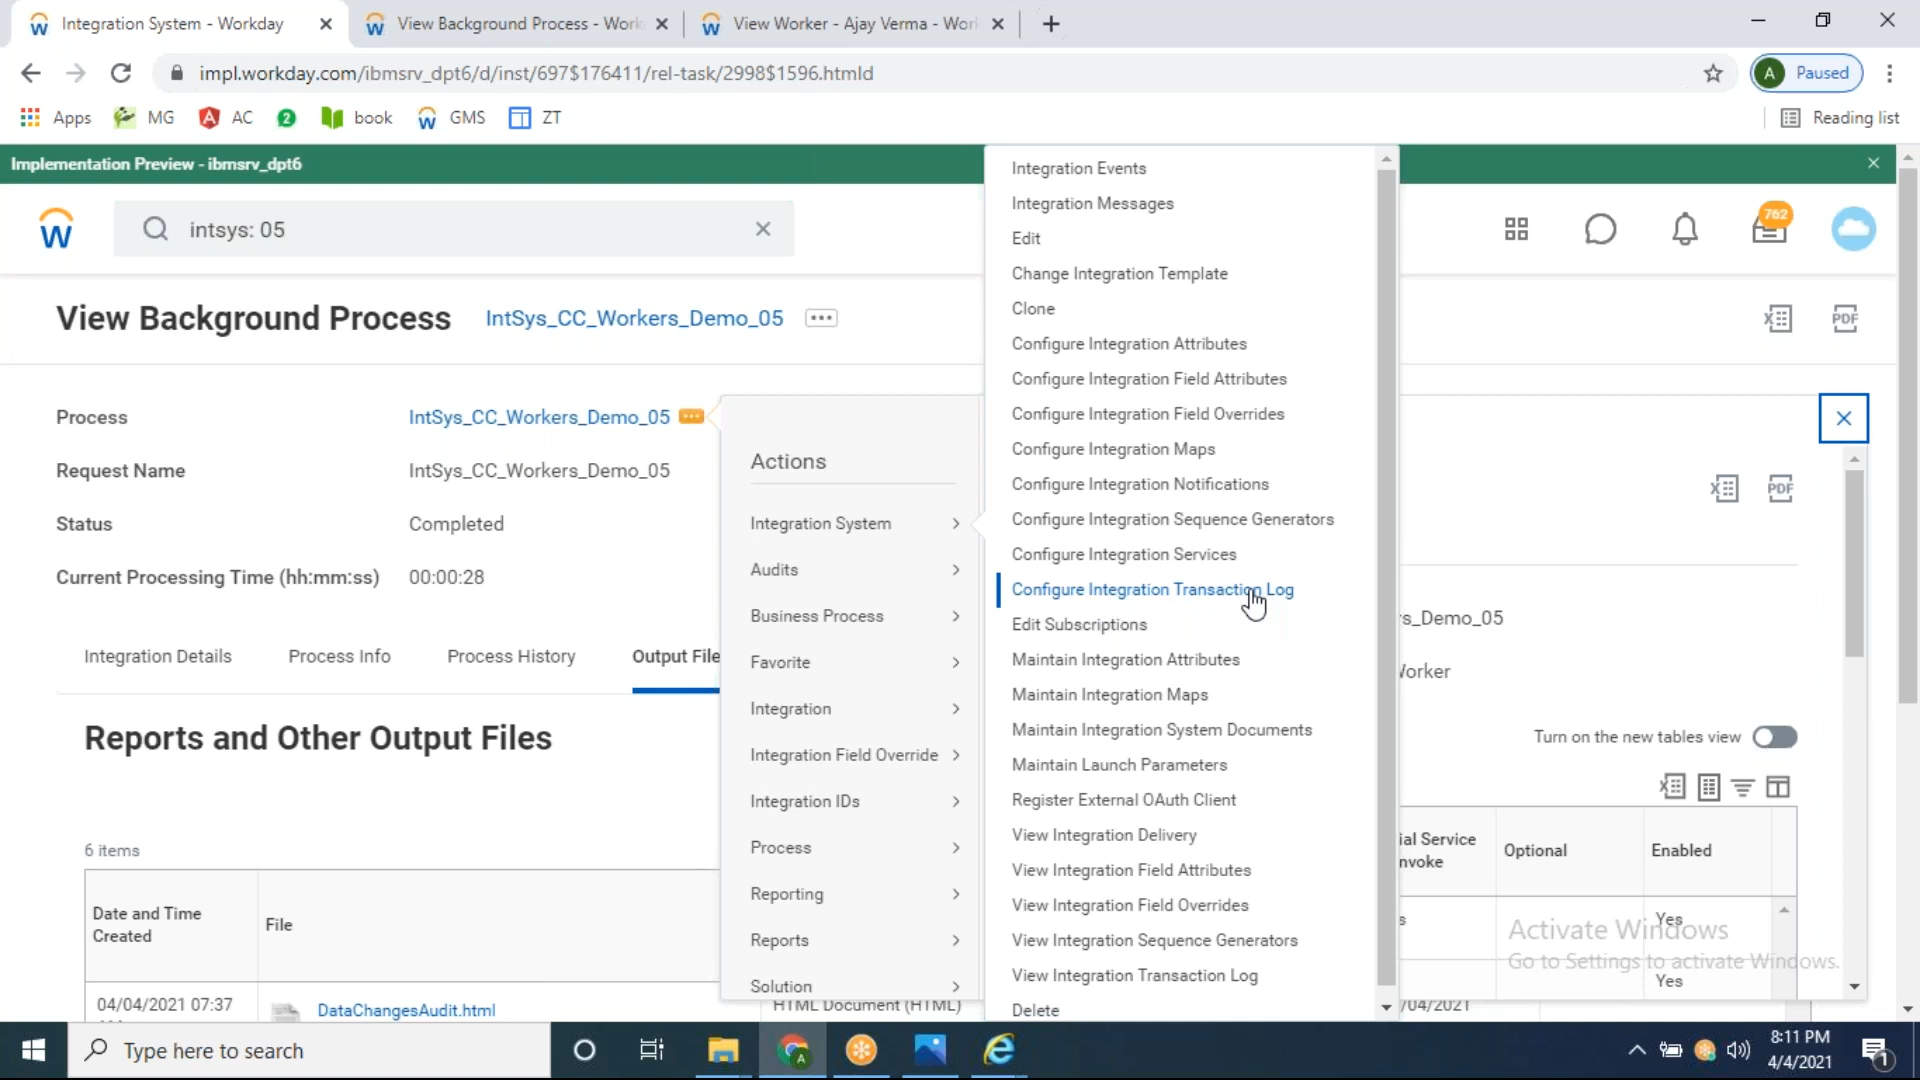 Integration System - Workday
View Background Process - Work
View Worker - Ajay Verma - Wor
impl.workday.com/ibmsrv_dpt6/d/inst/697$176411/rel-task/2998$1596.htmld
A Paused
Apps MG AC 2 book GMS ZT Reading list
Implementation Preview - ibmsrv_dpt6
intsys: 05
762
View Background Process IntSys_CC_Workers_Demo_05
PDF
Process IntSys_CC_Workers_Demo_05
Request Name IntSys_CC_Workers_Demo_05
Status Completed
Current Processing Time (hh:mm:ss) 00:00:28
Integration Details Process Info Process History Output File
Reports and Other Output Files
6 items
Date and Time Created
File
04/04/2021 07:37
DataChangesAudit.html
HTML Document (HTML)
Actions
Integration System
Audits
Business Process
Favorite
Integration
Integration Field Override
Integration IDs
Process
Reporting
Reports
Solution
Integration Events
Integration Messages
Edit
Change Integration Template
Clone
Configure Integration Attributes
Configure Integration Field Attributes
Configure Integration Field Overrides
Configure Integration Maps
Configure Integration Notifications
Configure Integration Sequence Generators
Configure Integration Services
Configure Integration Transaction Log
Edit Subscriptions
Maintain Integration Attributes
Maintain Integration Maps
Maintain Integration System Documents
Maintain Launch Parameters
Register External OAuth Client
View Integration Delivery
View Integration Field Attributes
View Integration Field Overrides
View Integration Sequence Generators
View Integration Transaction Log
Delete
PDF
rs_Demo_05
Vorker
Turn on the new tables view
ial Service
nvoke
Optional
Enabled
Yes
Yes
/04/2021
Activate Windows
Go to Settings to activate Windows.
Type here to search
8:11 PM
4/4/2021
1